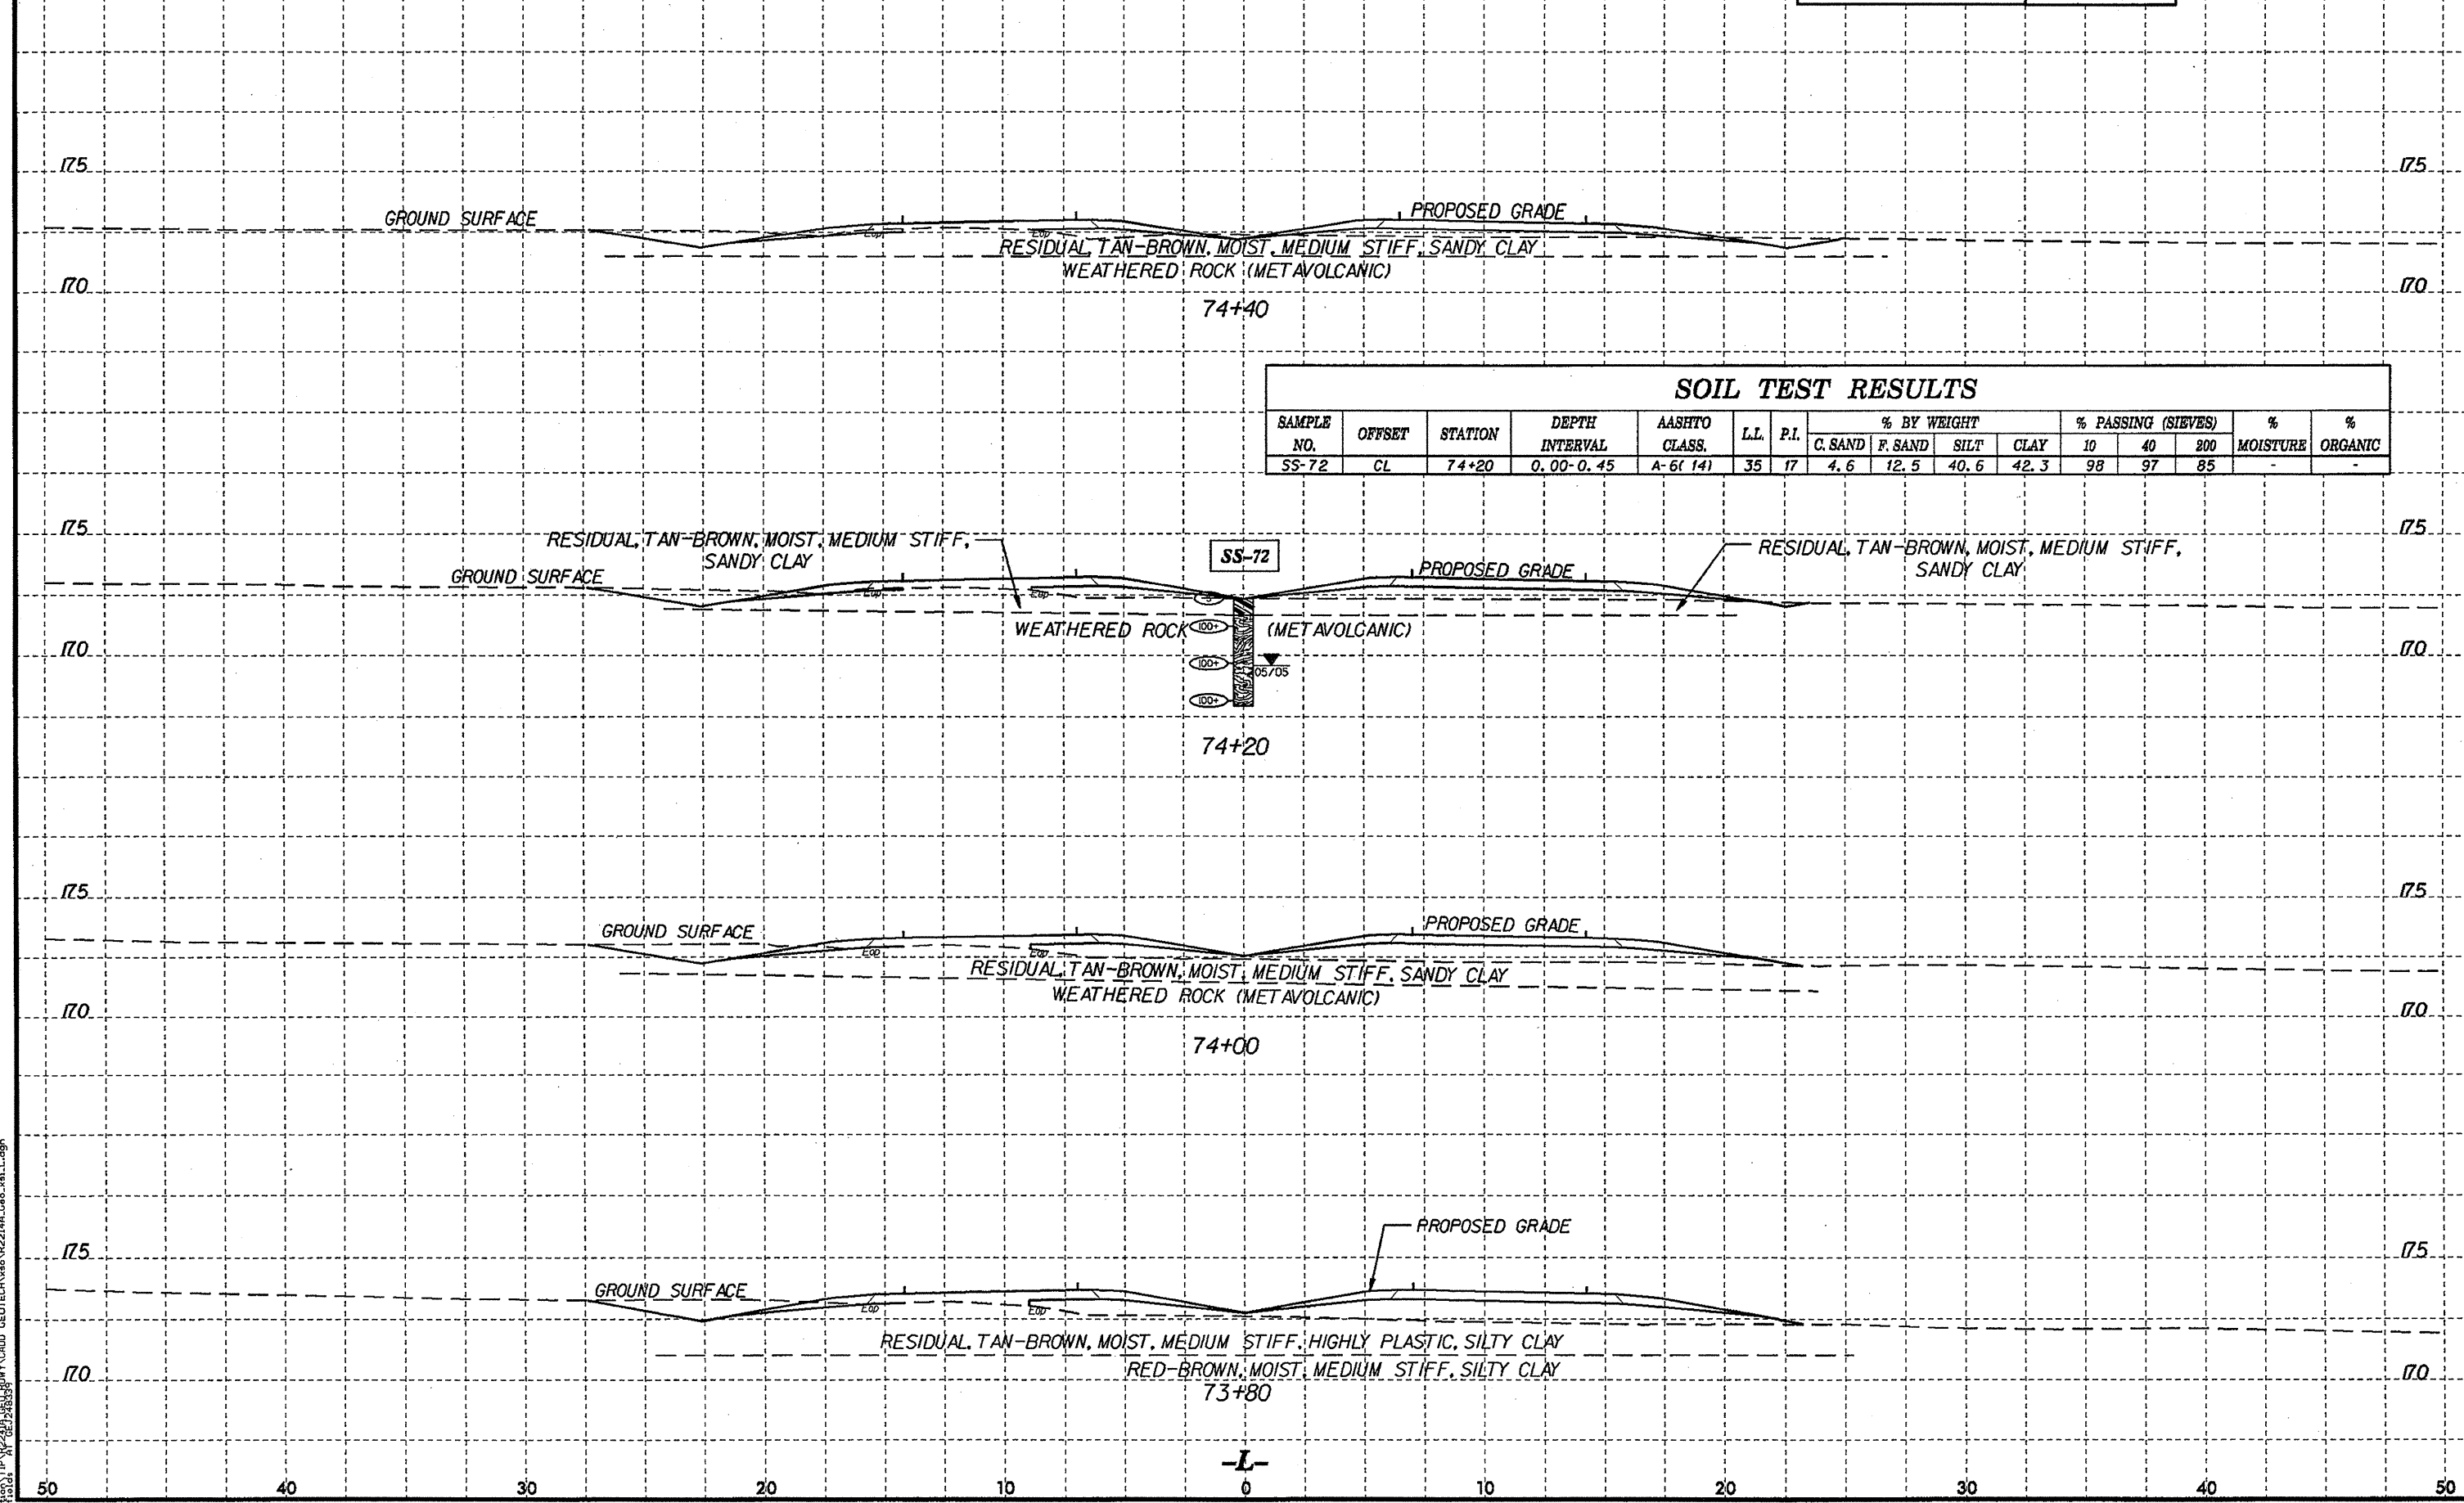 175 175
GROUND SURFACE PROPOSED GRADE
Eop Eop
RESIDUAL, TAN-BROWN, MOIST, MEDIUM STIFF, SANDY CLAY
WEATHERED ROCK (METAVOLCANIC)
170 170
74+40
SOIL TEST RESULTS
SAMPLE NO. OFFSET STATION DEPTH INTERVAL AASHTO CLASS. L.L. P.I. % BY WEIGHT % PASSING (SIEVES) % MOISTURE % ORGANIC
C. SAND F. SAND SILT CLAY 10 40 200
SS-72 CL 74+20 0.00-0.45 A-6( 14) 35 17 4.6 12.5 40.6 42.3 98 97 85 - -
175 175
RESIDUAL, TAN-BROWN, MOIST, MEDIUM STIFF,
SANDY CLAY
SS-72
RESIDUAL, TAN-BROWN, MOIST, MEDIUM STIFF,
SANDY CLAY
GROUND SURFACE PROPOSED GRADE
Eop Eop
WEATHERED ROCK 100+ (METAVOLCANIC)
170 170
100+
05/05
100+
74+20
175 175
GROUND SURFACE PROPOSED GRADE
Eop Eop
RESIDUAL, TAN-BROWN, MOIST, MEDIUM STIFF, SANDY CLAY
WEATHERED ROCK (METAVOLCANIC)
170 170
74+00
PROPOSED GRADE
175 175
GROUND SURFACE
Eop Eop
RESIDUAL, TAN-BROWN, MOIST, MEDIUM STIFF, HIGHLY PLASTIC, SILTY CLAY
RED-BROWN, MOIST, MEDIUM STIFF, SILTY CLAY
170 170
73+80
-L-
50 40 30 20 10 0 10 20 30 40 50